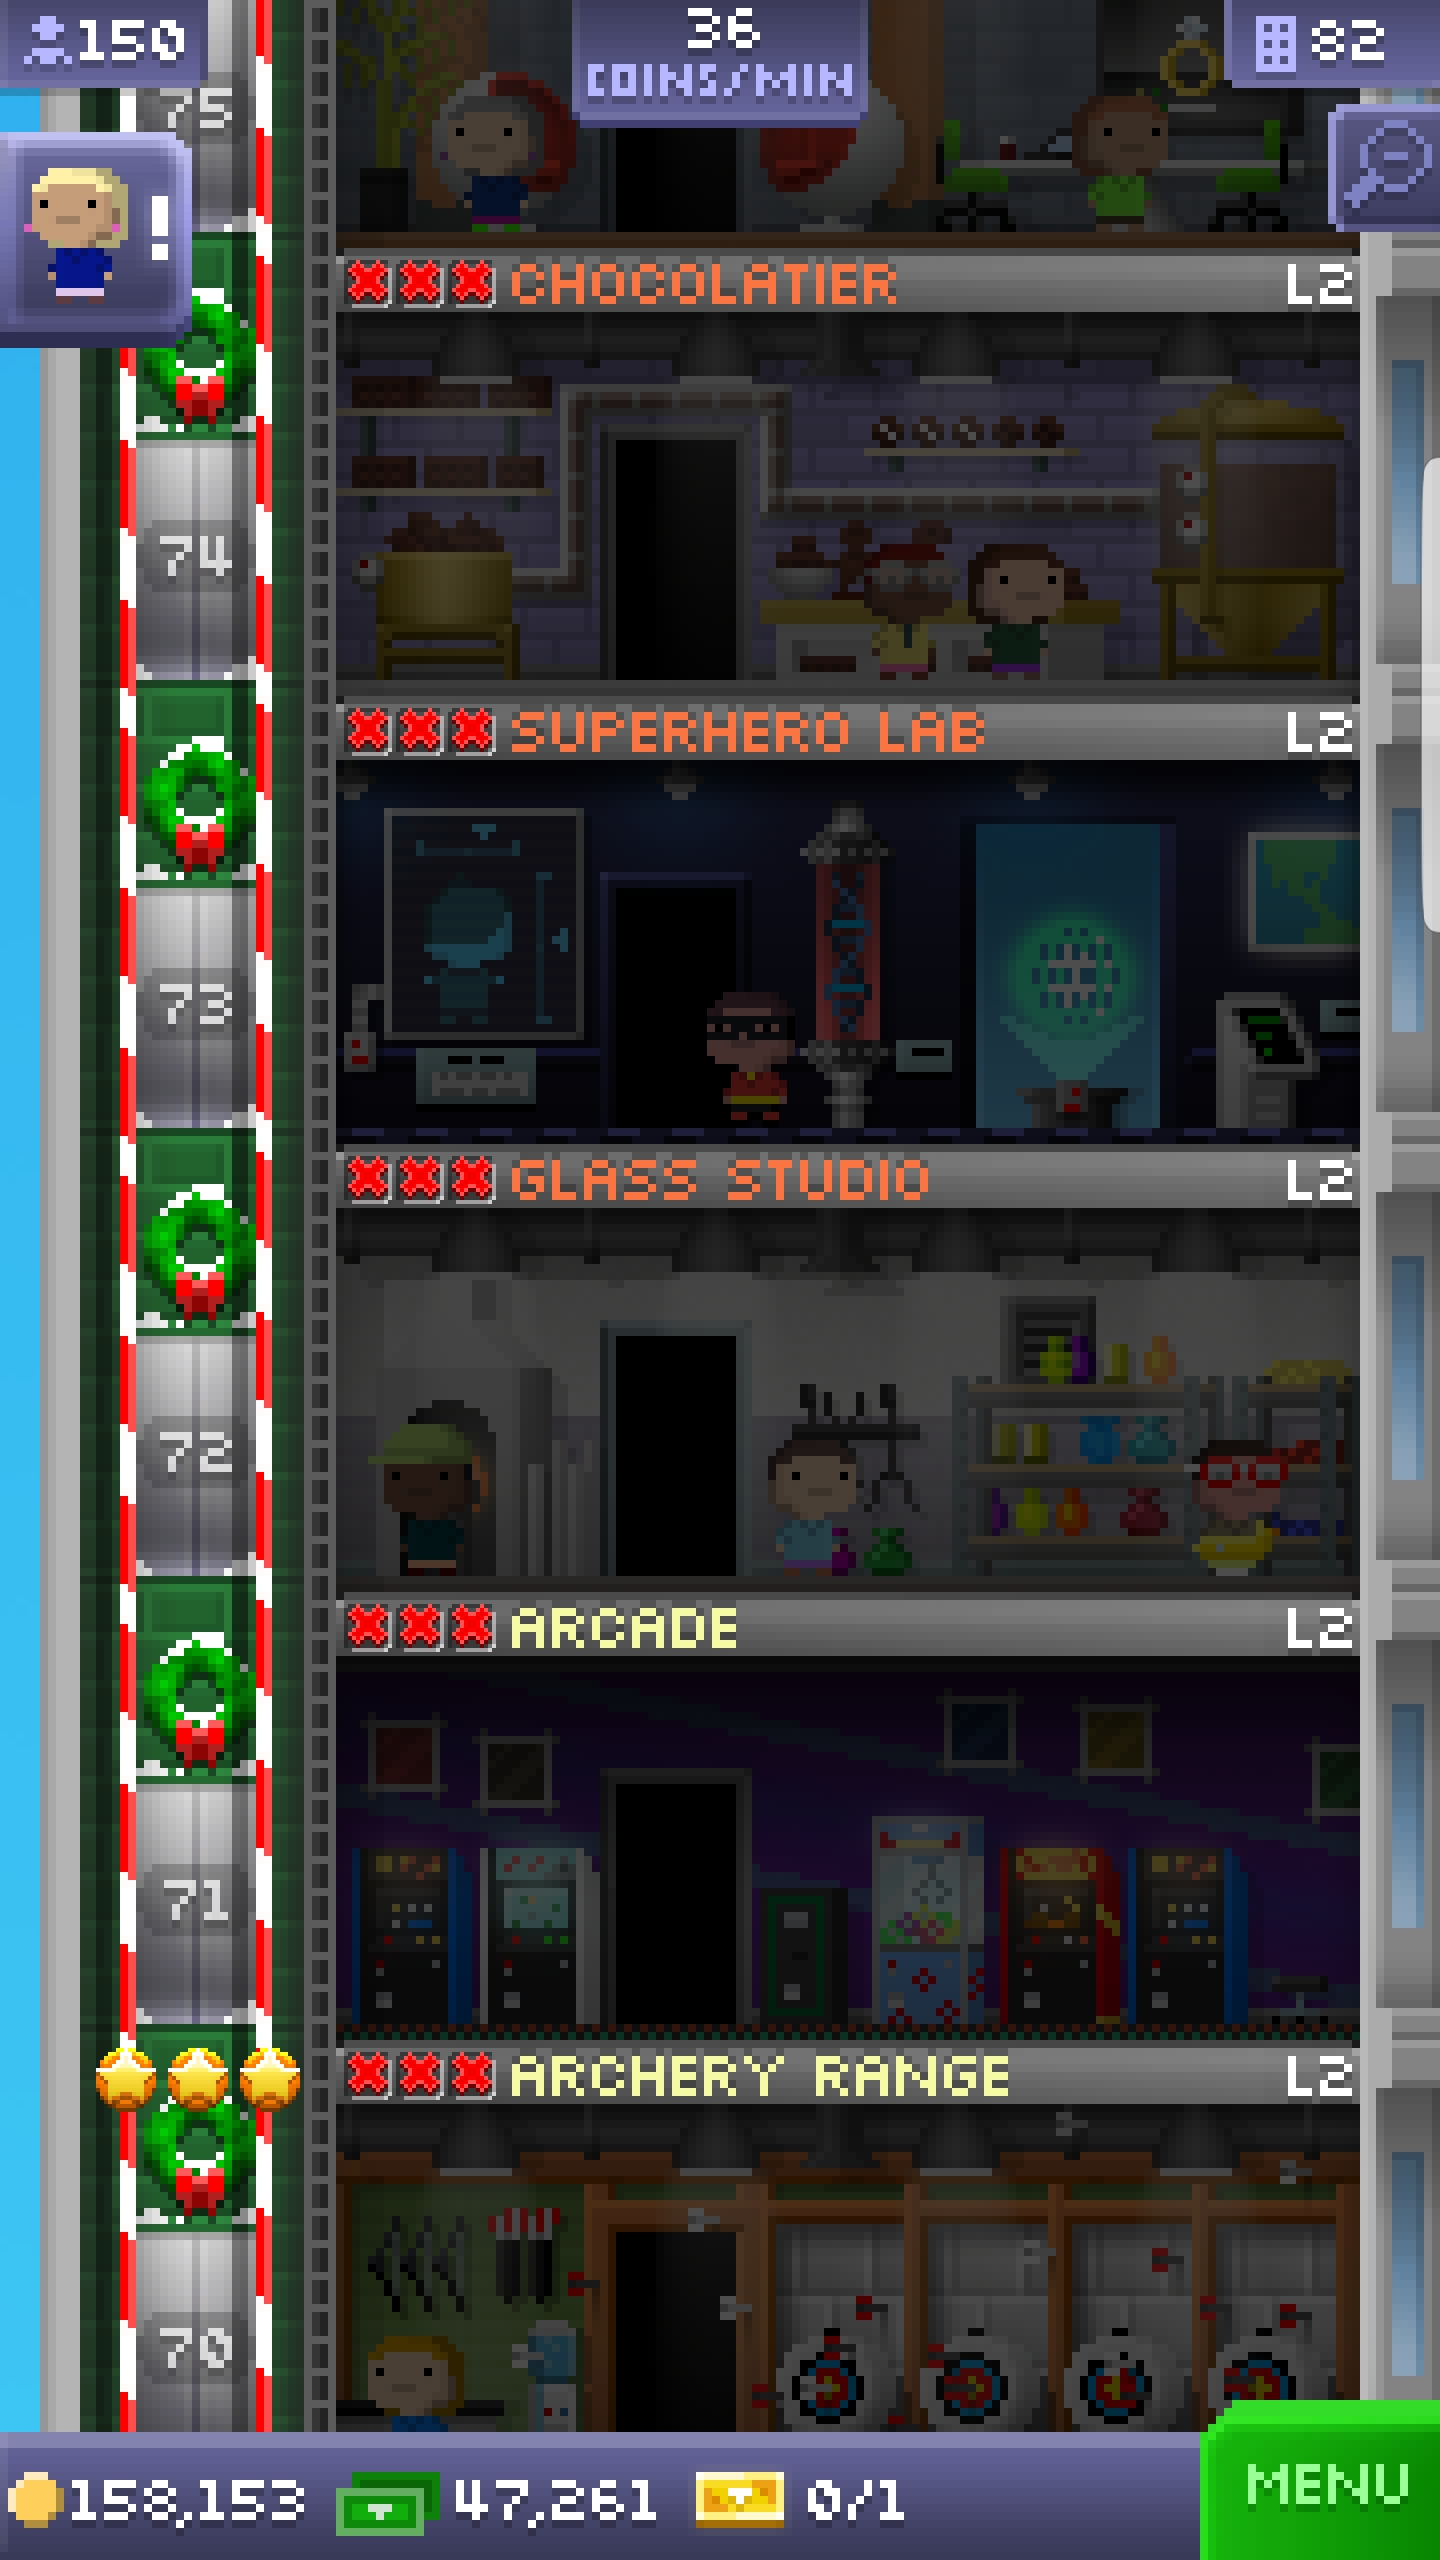 150
36
COINS/MIN
82
75
!
CHOCOLATIER L2
74
SUPERHERO LAB L2
73
GLASS STUDIO L2
72
ARCADE L2
71
ARCHERY RANGE L2
70
158,153 47,261 0/1 MENU